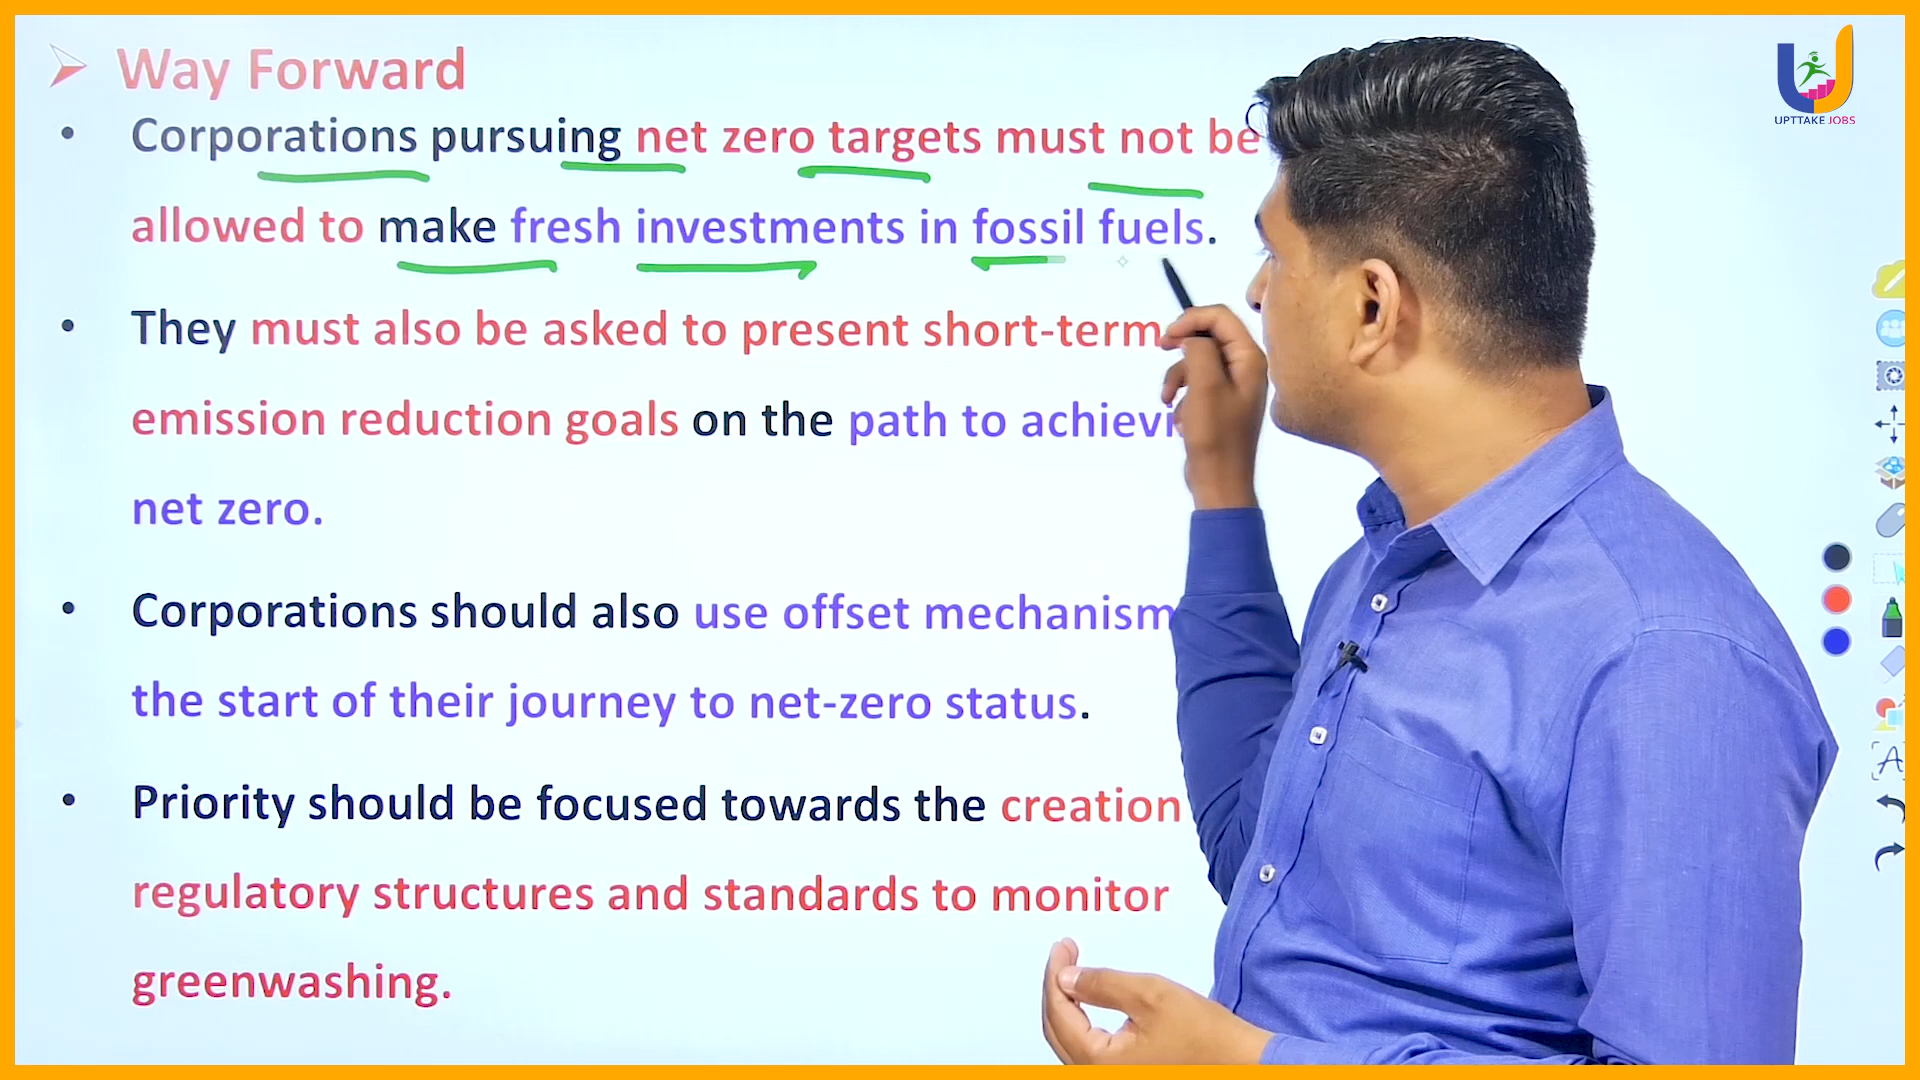 Way Forward
• Corporations pursuing net zero targets must not be
allowed to make fresh investments in fossil fuels.
• They must also be asked to present short-term
emission reduction goals on the path to
net zero.
• Corporations should also use offset
the start of their journey to net-zero status.
• Priority should be focused towards the creation
regulatory structures and standards to monitor
greenwashing.
UPTTAKE JOBS